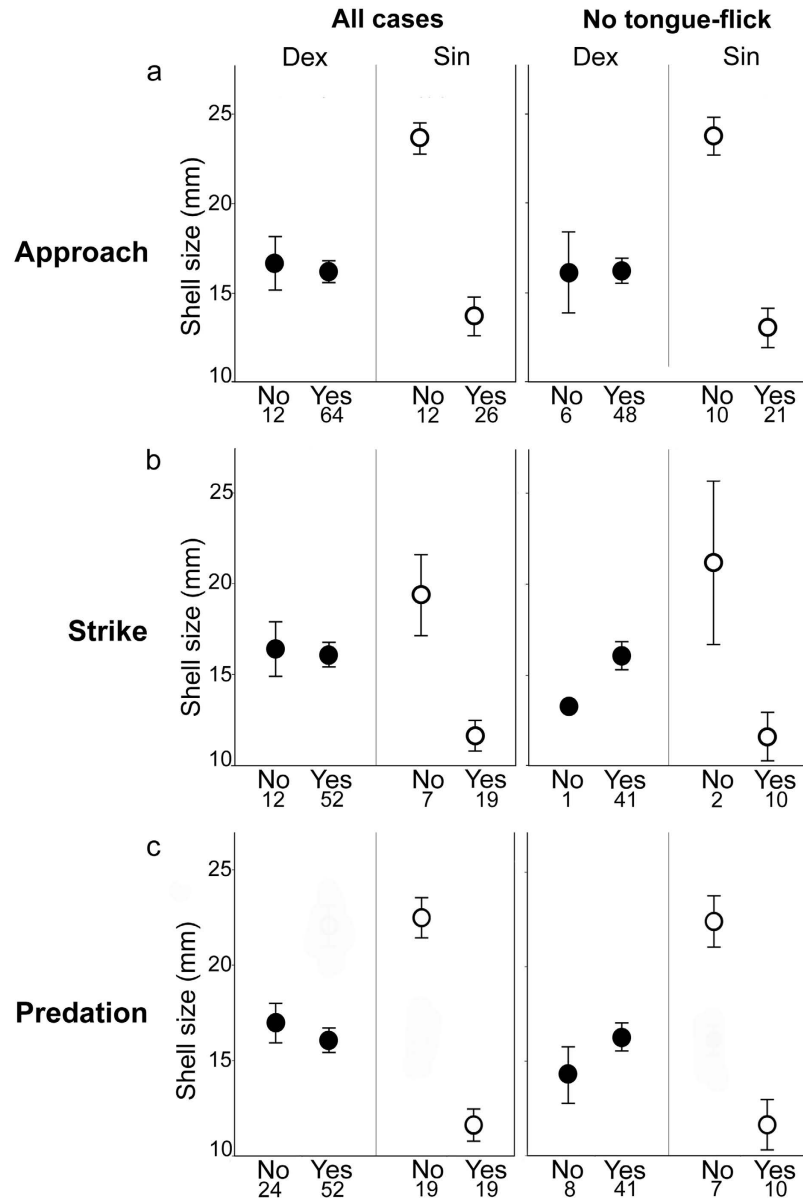 All cases No tongue-flick
a Dex Sin Dex Sin
25
20
15
10
Shell size (mm)
Approach
No Yes No Yes No Yes No Yes
12 64 12 26 6 48 10 21
b
25
20
15
10
Shell size (mm)
Strike
No Yes No Yes No Yes No Yes
12 52 7 19 1 41 2 10
c
25
20
15
10
Shell size (mm)
Predation
No Yes No Yes No Yes No Yes
24 52 19 19 8 41 7 10